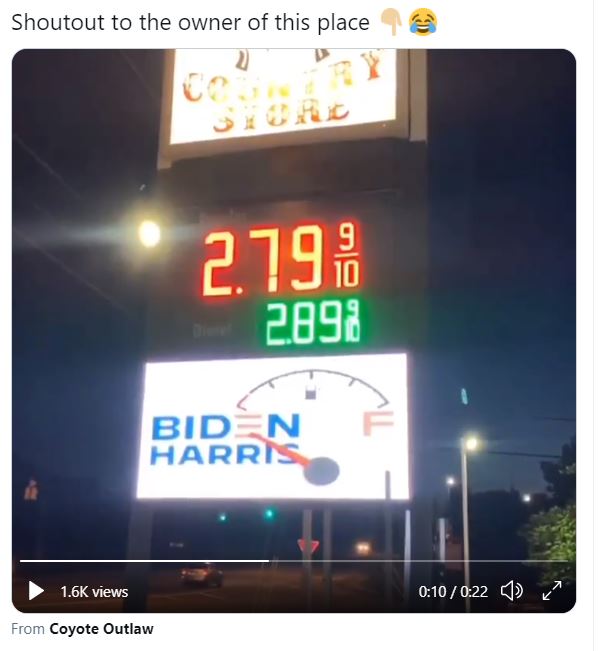 Shoutout to the owner of this place 👇🏼😂
COUNTRY
STORE
2.79 9/10
Diesel 2.89 9/10
BIDEN F
HARRIS
1.6K views
0:10 / 0:22
From Coyote Outlaw